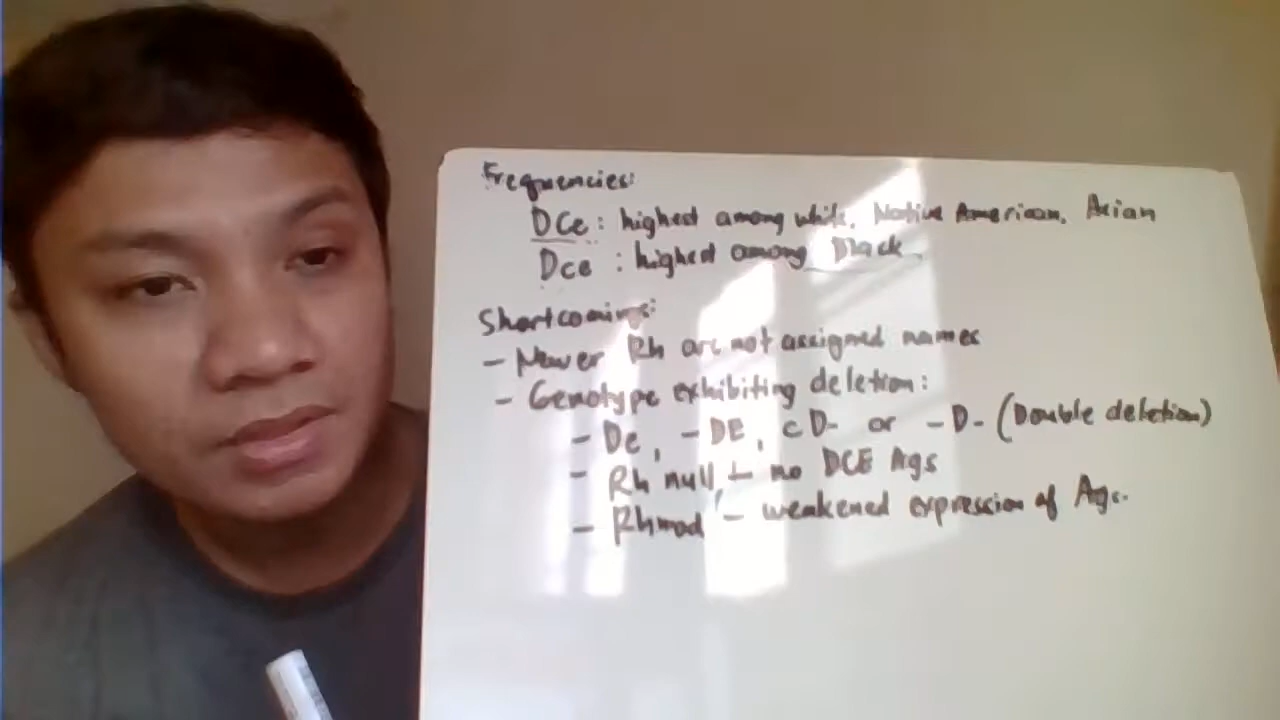 Frequencies:
DCe : highest among white, Native American, Asian
Dce : highest among Black
Shortcomings:
- Newer Rh are not assigned names
- Genotype exhibiting deletion:
- De, -DE, cD- or -D- (Double deletion)
- Rh null - no DCE Ags
- Rhmod - weakened expression of Ags.